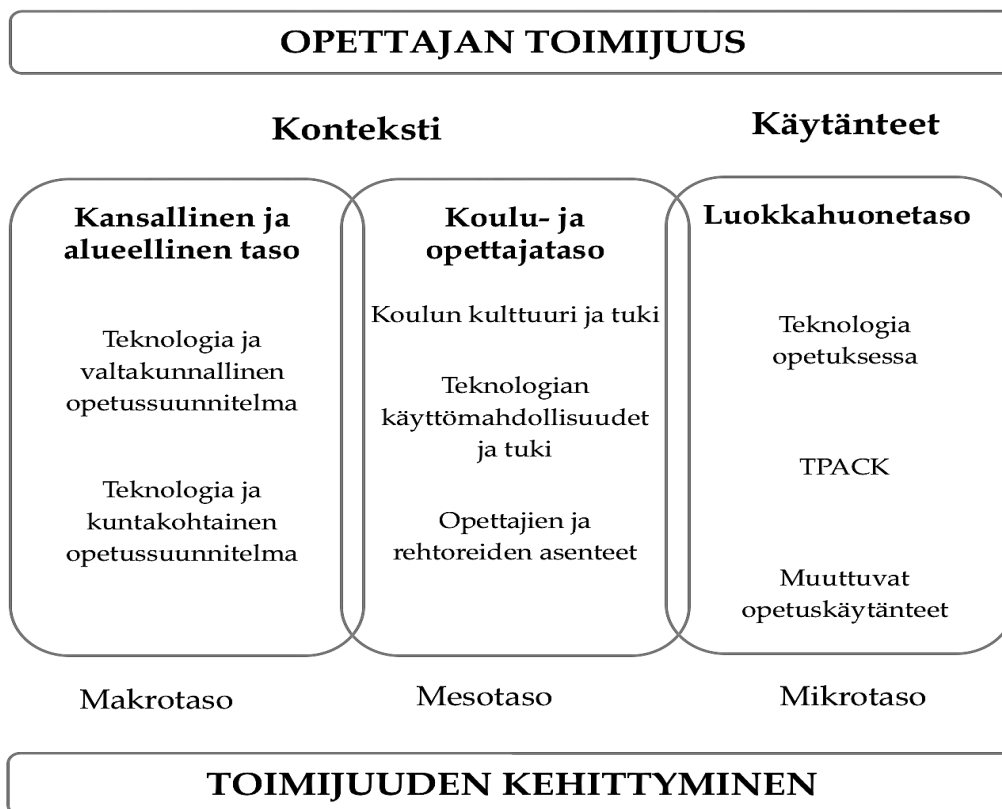 OPETTAJAN TOIMIJUUS
Konteksti
Käytänteet
Kansallinen ja
alueellinen taso
Teknologia ja
valtakunnallinen
opetussuunnitelma
Teknologia ja
kuntakohtainen
opetussuunnitelma
Koulu- ja
opettajataso
Koulun kulttuuri ja tuki
Teknologian
käyttömahdollisuudet
ja tuki
Opettajien ja
rehtoreiden asenteet
Luokkahuonetaso
Teknologia
opetuksessa
TPACK
Muuttuvat
opetuskäytänteet
Makrotaso
Mesotaso
Mikrotaso
TOIMIJUUDEN KEHITTYMINEN